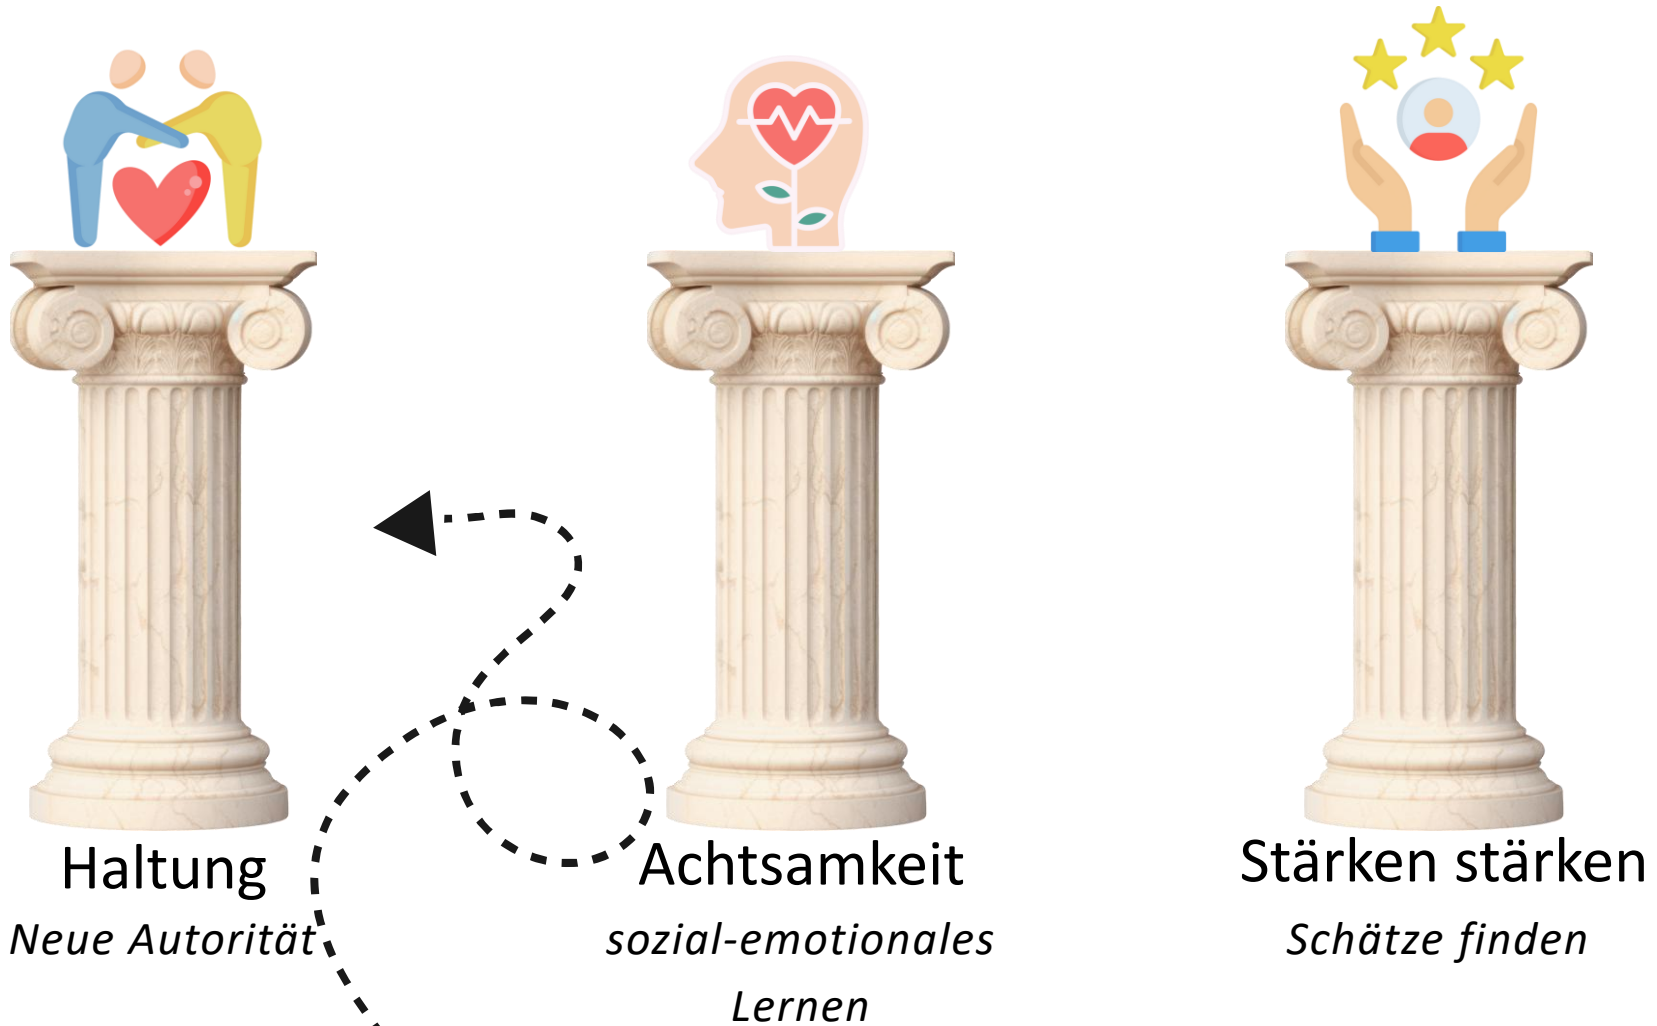 Haltung
Neue Autorität
Achtsamkeit
sozial-emotionales
Lernen
Stärken stärken
Schätze finden